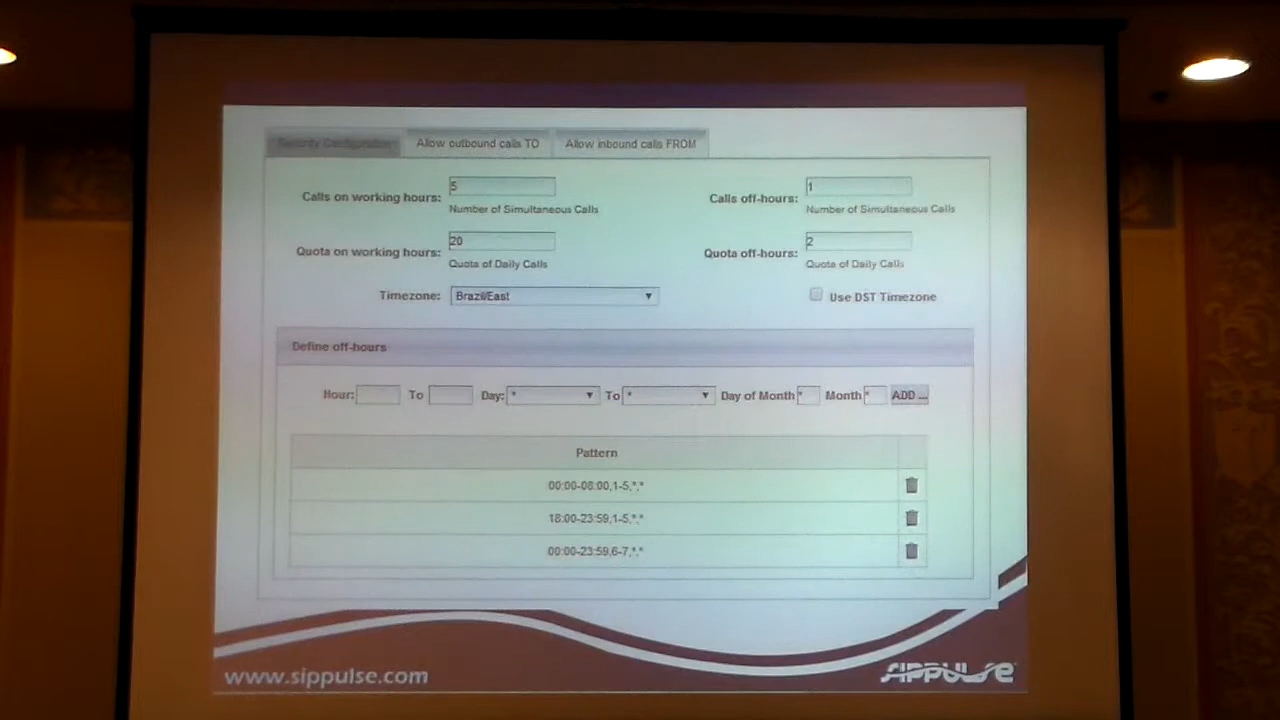 Security Configuration Allow outbound calls TO Allow inbound calls FROM
Calls on working hours: 5 Calls off-hours: 1
Number of Simultaneous Calls Number of Simultaneous Calls
Quota on working hours: 20 Quota off-hours: 2
Quota of Daily Calls Quota of Daily Calls
Timezone: Brazil/East Use DST Timezone
Define off-hours
Hour: To Day: * To * Day of Month * Month * ADD ...
Pattern
00:00-08:00,1-5,*,*
18:00-23:59,1-5,*,*
00:00-23:59,6-7,*,*
www.sippulse.com SIPPULSE